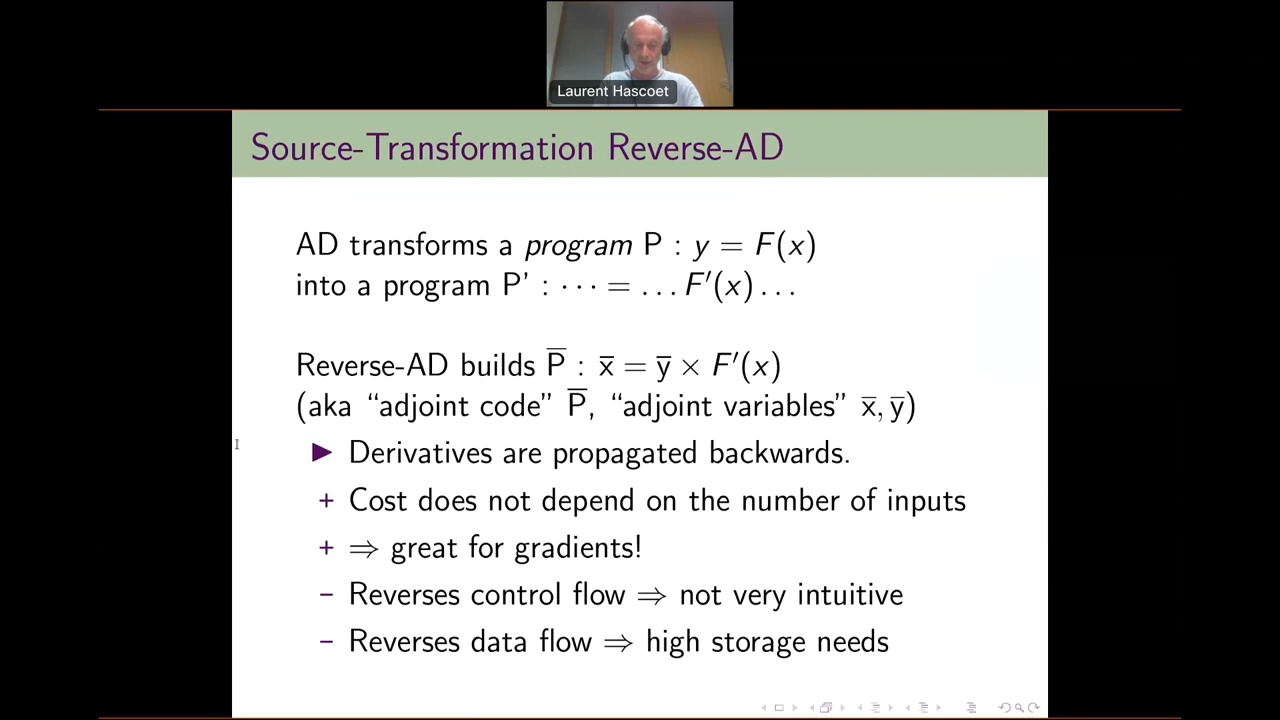 Laurent Hascoet
Source-Transformation Reverse-AD
AD transforms a program P : y = F(x)
into a program P' : ⋯ = … F′(x) …
Reverse-AD builds P̅ : x̅ = y̅ × F′(x)
(aka “adjoint code” P̅, “adjoint variables” x̅, y̅)
▶ Derivatives are propagated backwards.
+ Cost does not depend on the number of inputs
+ ⇒ great for gradients!
– Reverses control flow ⇒ not very intuitive
– Reverses data flow ⇒ high storage needs